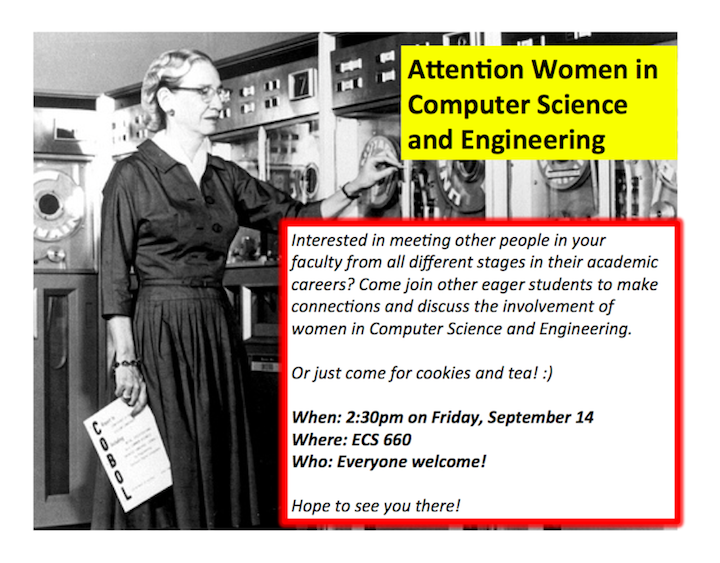 Attention Women in
Computer Science
and Engineering
Interested in meeting other people in your
faculty from all different stages in their academic
careers? Come join other eager students to make
connections and discuss the involvement of
women in Computer Science and Engineering.
Or just come for cookies and tea! :)
When: 2:30pm on Friday, September 14
Where: ECS 660
Who: Everyone welcome!
Hope to see you there!
COBOL